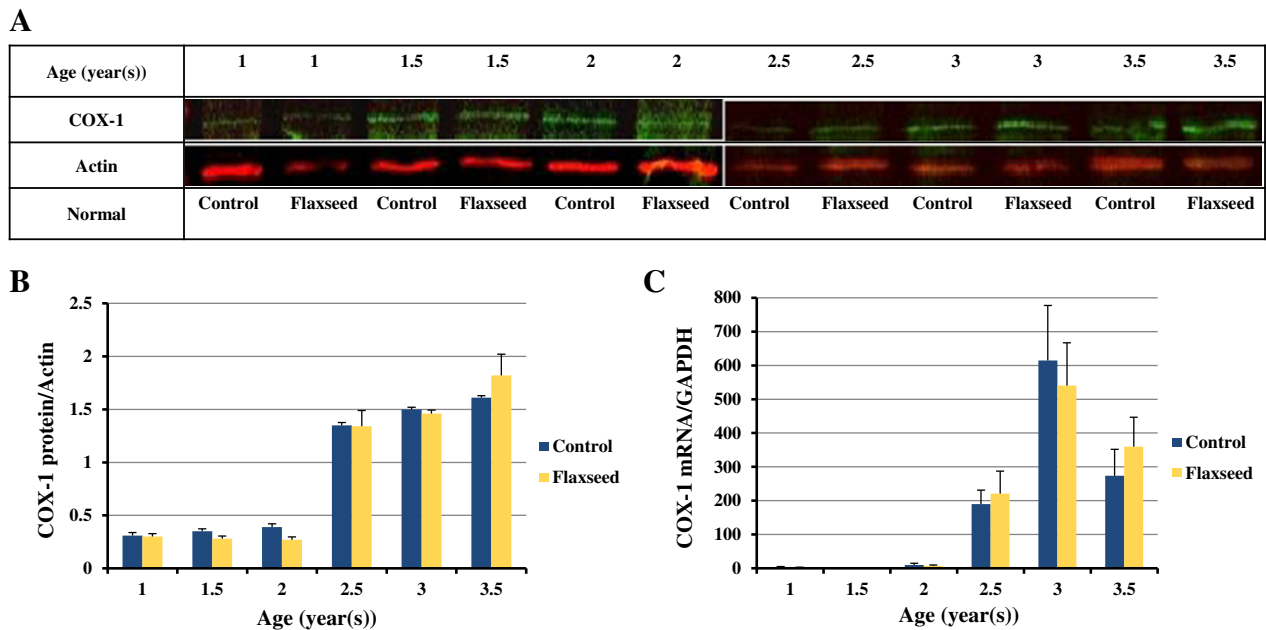 A
Age (year(s)) 1 1 1.5 1.5 2 2 2.5 2.5 3 3 3.5 3.5
COX-1
Actin
Normal Control Flaxseed Control Flaxseed Control Flaxseed Control Flaxseed Control Flaxseed Control Flaxseed
B
COX-1 protein/Actin
2.5
2
1.5
1
0.5
0
1 1.5 2 2.5 3 3.5
Age (year(s))
Control
Flaxseed
C
COX-1 mRNA/GAPDH
800
700
600
500
400
300
200
100
0
1 1.5 2 2.5 3 3.5
Age (year(s))
Control
Flaxseed